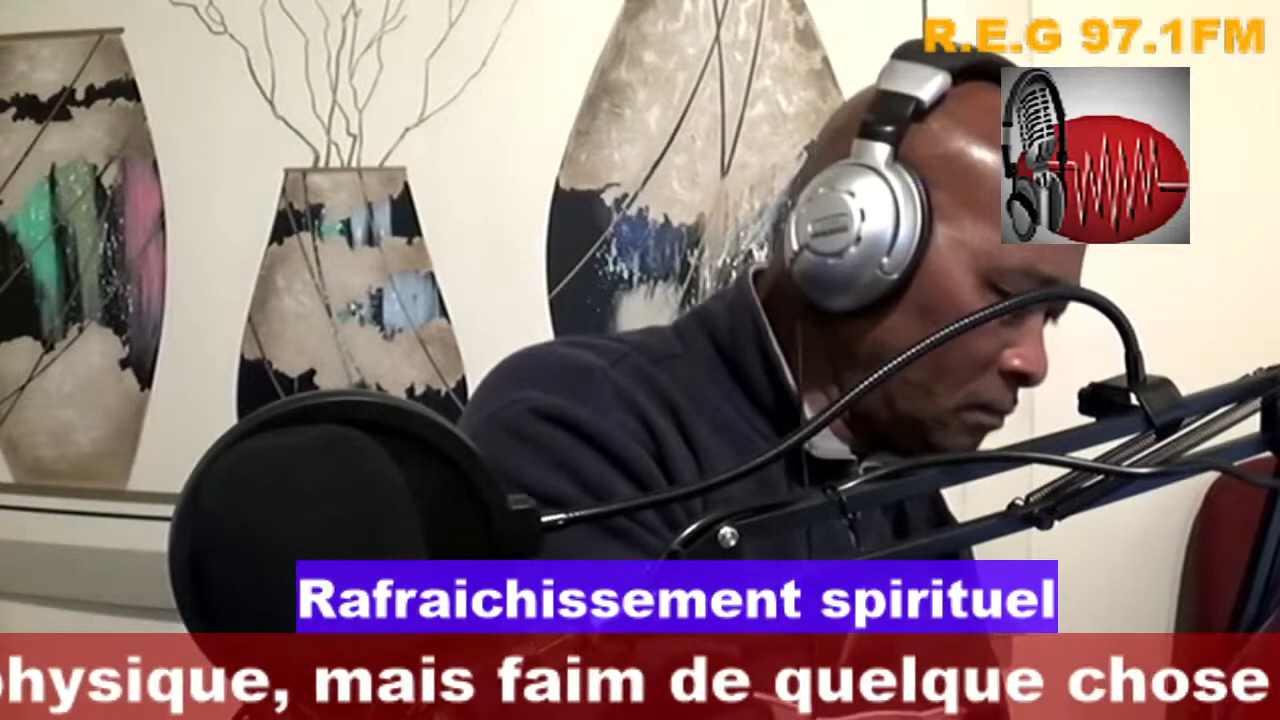 R.E.G 97.1FM
Rafraichissement spirituel
physique, mais faim de quelque chose